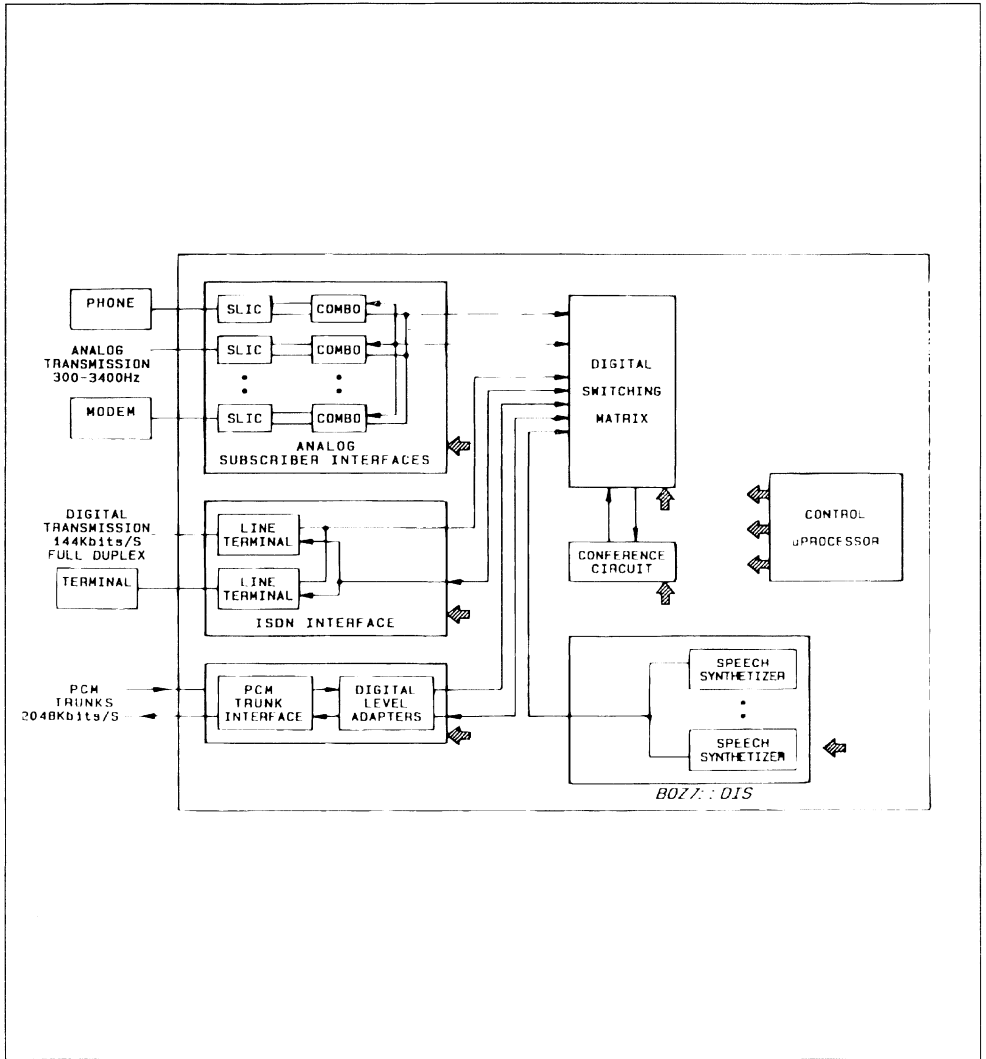 PHONE
ANALOG
TRANSMISSION
300-3400Hz
MODEM
SLIC
COMBO
SLIC
COMBO
SLIC
COMBO
ANALOG
SUBSCRIBER INTERFACES
DIGITAL
TRANSMISSION
144Kbits/S
FULL DUPLEX
TERMINAL
LINE
TERMINAL
LINE
TERMINAL
ISDN INTERFACE
PCM
TRUNKS
2048Kbits/S
PCM
TRUNK
INTERFACE
DIGITAL
LEVEL
ADAPTERS
DIGITAL
SWITCHING
MATRIX
CONFERENCE
CIRCUIT
CONTROL
uPROCESSOR
SPEECH
SYNTHETIZER
SPEECH
SYNTHETIZER